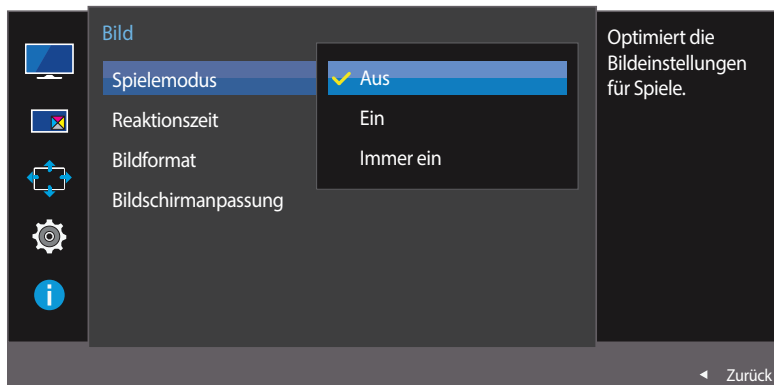 Bild
Spielemodus
Reaktionszeit
Bildformat
Bildschirmanpassung
Aus
Ein
Immer ein
Optimiert die
Bildeinstellungen
für Spiele.
Zurück